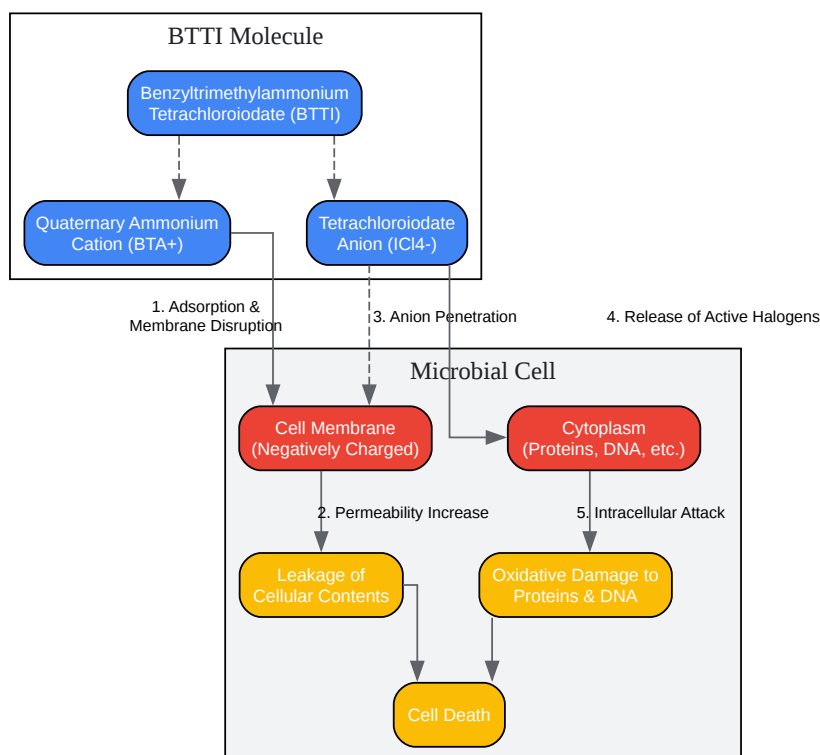 BTTI Molecule
Benzyltrimethylammonium
Tetrachloroiodate (BTTI)
Quaternary Ammonium
Cation (BTA+)
Tetrachloroiodate
Anion (ICl4-)
1. Adsorption &
Membrane Disruption
3. Anion Penetration
4. Release of Active Halogens
Microbial Cell
Cell Membrane
(Negatively Charged)
Cytoplasm
(Proteins, DNA, etc.)
2. Permeability Increase
5. Intracellular Attack
Leakage of
Cellular Contents
Oxidative Damage to
Proteins & DNA
Cell Death